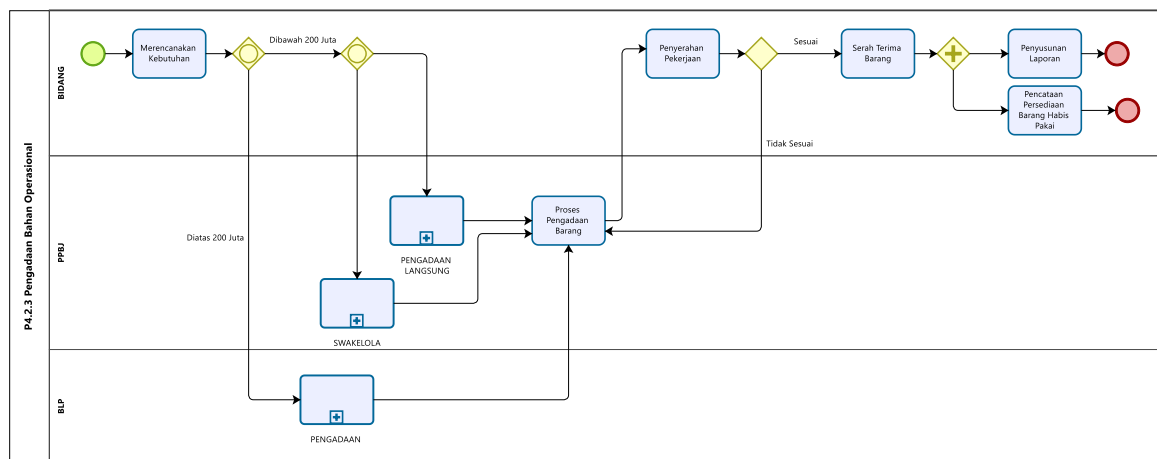 P4.2.3 Pengadaan Bahan Operasional
BIDANG
Merencanakan
Kebutuhan
Dibawah 200 Juta
Penyerahan
Pekerjaan
Sesuai
Serah Terima
Barang
Penyusunan
Laporan
Pencataan
Persediaan
Barang Habis
Pakai
Tidak Sesuai
PPBJ
Diatas 200 Juta
PENGADAAN
LANGSUNG
Proses
Pengadaan
Barang
SWAKELOLA
BLP
PENGADAAN